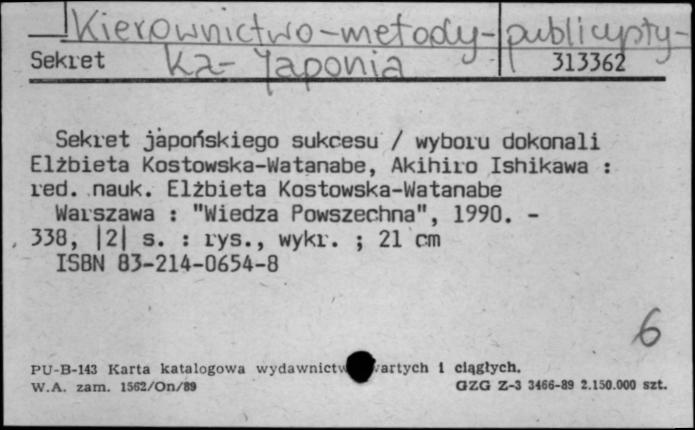 Kierownictwo-metody-publicysty-
Sekret ka- Japonia 313362
Sekret japońskiego sukcesu / wyboru dokonali
Elżbieta Kostowska-Watanabe, Akihiro Ishikawa :
red. nauk. Elżbieta Kostowska-Watanabe
Warszawa : "Wiedza Powszechna", 1990. -
338, |2| s. : rys., wykr. ; 21 cm
ISBN 83-214-0654-8
6
PU-B-143 Karta katalogowa wydawnictw wartych i ciągłych.
W.A. zam. 1562/On/89 GZG Z-3 3466-89 2.150.000 szt.